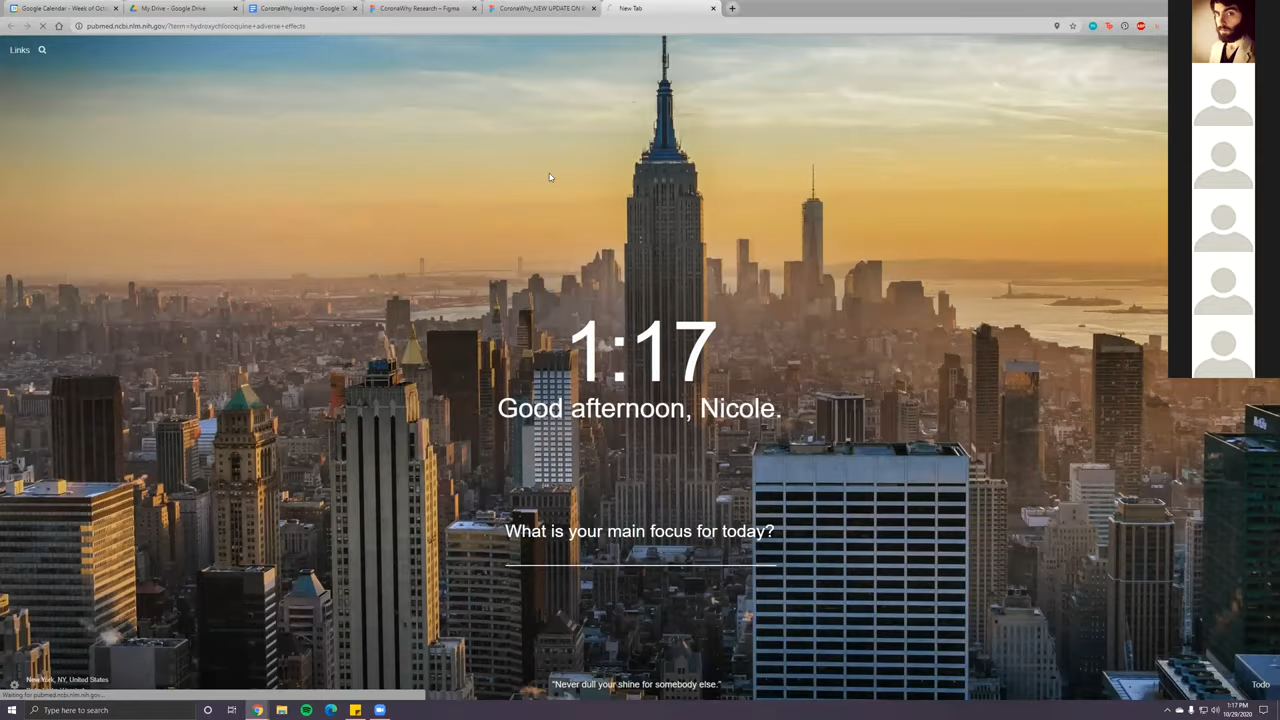 Google Calendar - Week of Octo
My Drive - Google Drive
CoronaWhy Insights - Google Do
CoronaWhy Research – Figma
CoronaWhy_NEW UPDATE ON P
New Tab
pubmed.ncbi.nlm.nih.gov/?term=hydroxychloroquine+adverse+effects
Links
1:17
Good afternoon, Nicole.
What is your main focus for today?
New York, NY, United States
"Never dull your shine for somebody else."
Todo
Waiting for pubmed.ncbi.nlm.nih.gov...
Type here to search
1:17 PM
10/29/2020